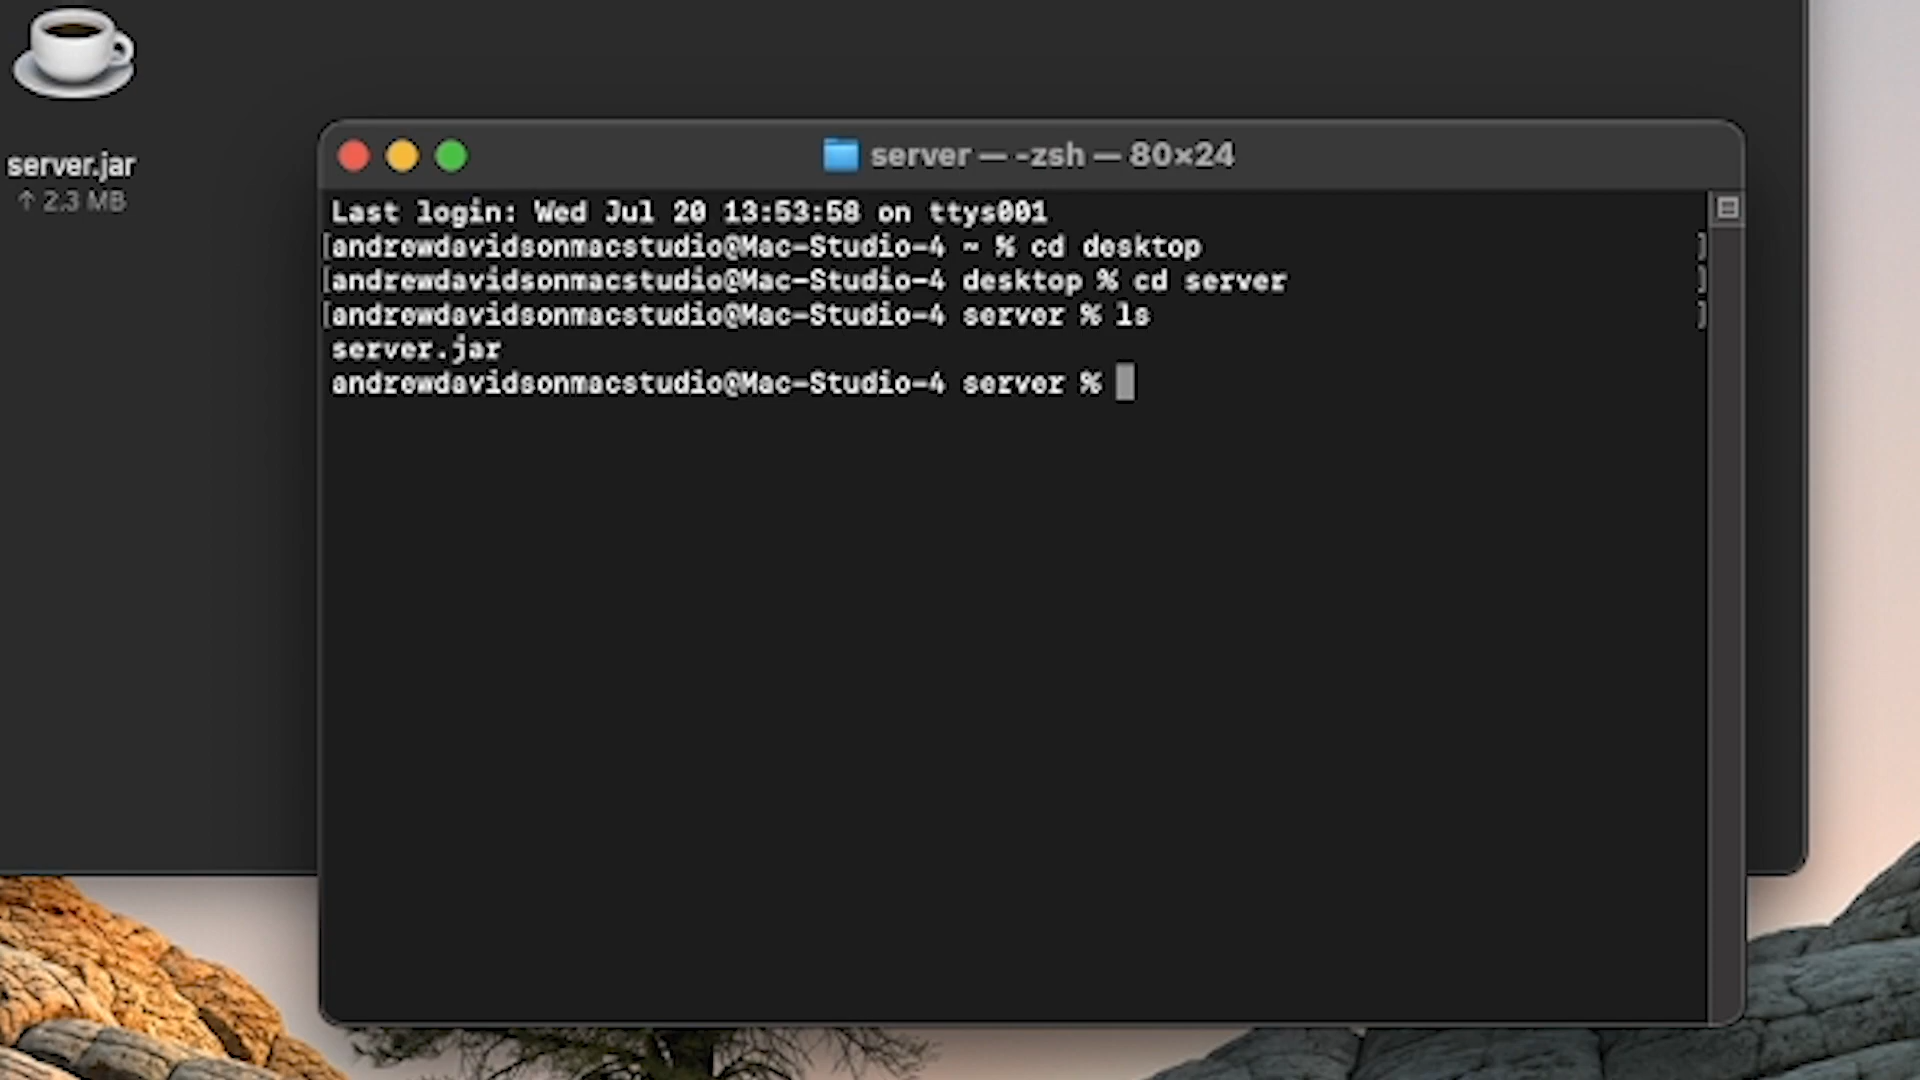 server.jar
↑ 2.3 MB
server — -zsh — 80×24
Last login: Wed Jul 20 13:53:58 on ttys001
[andrewdavidsonmacstudio@Mac-Studio-4 ~ % cd desktop ]
[andrewdavidsonmacstudio@Mac-Studio-4 desktop % cd server ]
[andrewdavidsonmacstudio@Mac-Studio-4 server % ls ]
server.jar
andrewdavidsonmacstudio@Mac-Studio-4 server %